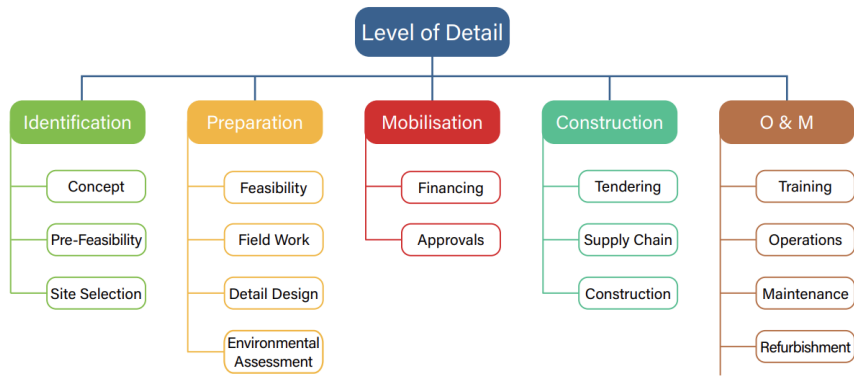 Level of Detail
Identification
Concept
Pre-Feasibility
Site Selection
Preparation
Feasibility
Field Work
Detail Design
Environmental
Assessment
Mobilisation
Financing
Approvals
Construction
Tendering
Supply Chain
Construction
O & M
Training
Operations
Maintenance
Refurbishment